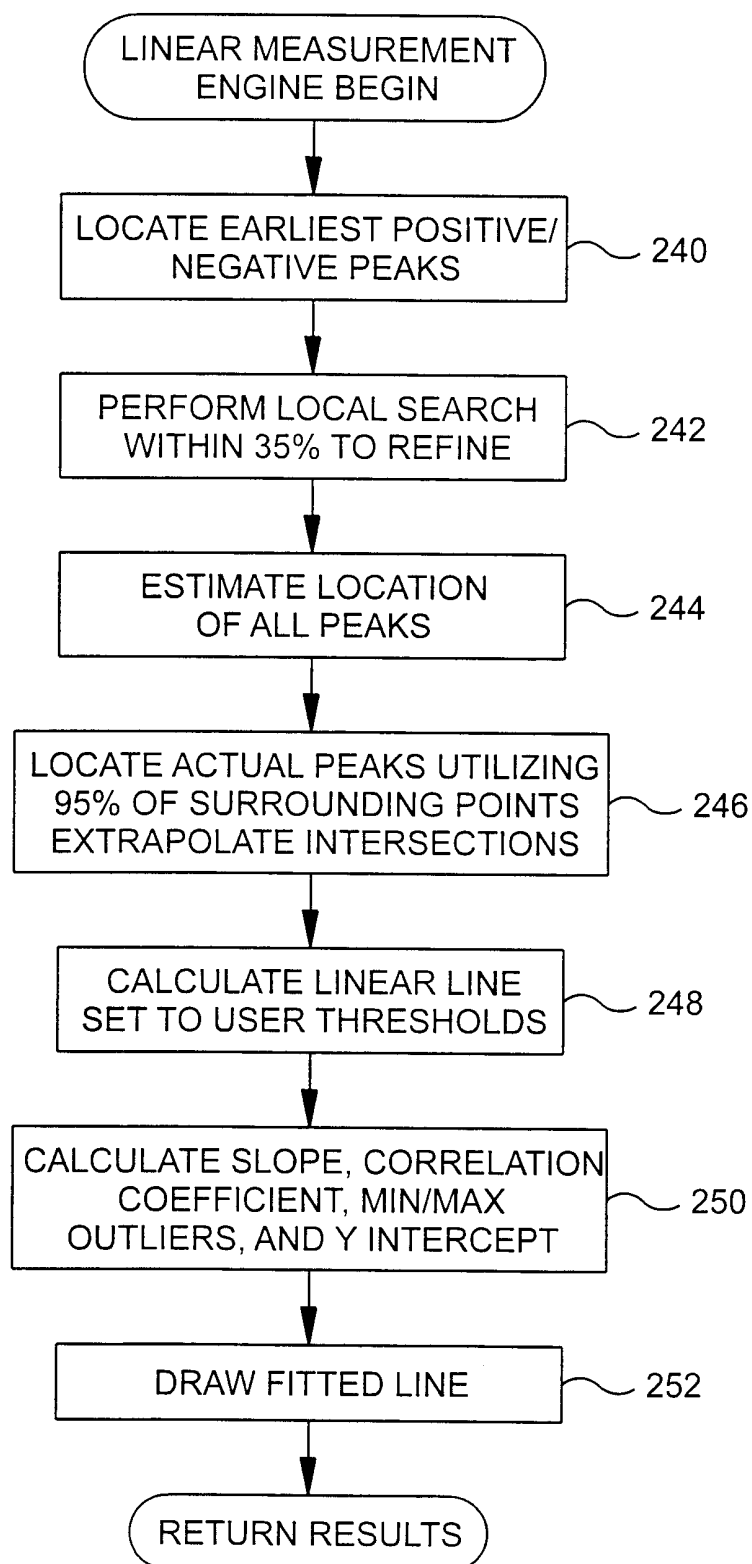 LINEAR MEASUREMENT
ENGINE BEGIN
LOCATE EARLIEST POSITIVE/
NEGATIVE PEAKS
240
PERFORM LOCAL SEARCH
WITHIN 35% TO REFINE
242
ESTIMATE LOCATION
OF ALL PEAKS
244
LOCATE ACTUAL PEAKS UTILIZING
95% OF SURROUNDING POINTS
EXTRAPOLATE INTERSECTIONS
246
CALCULATE LINEAR LINE
SET TO USER THRESHOLDS
248
CALCULATE SLOPE, CORRELATION
COEFFICIENT, MIN/MAX
OUTLIERS, AND Y INTERCEPT
250
DRAW FITTED LINE
252
RETURN RESULTS